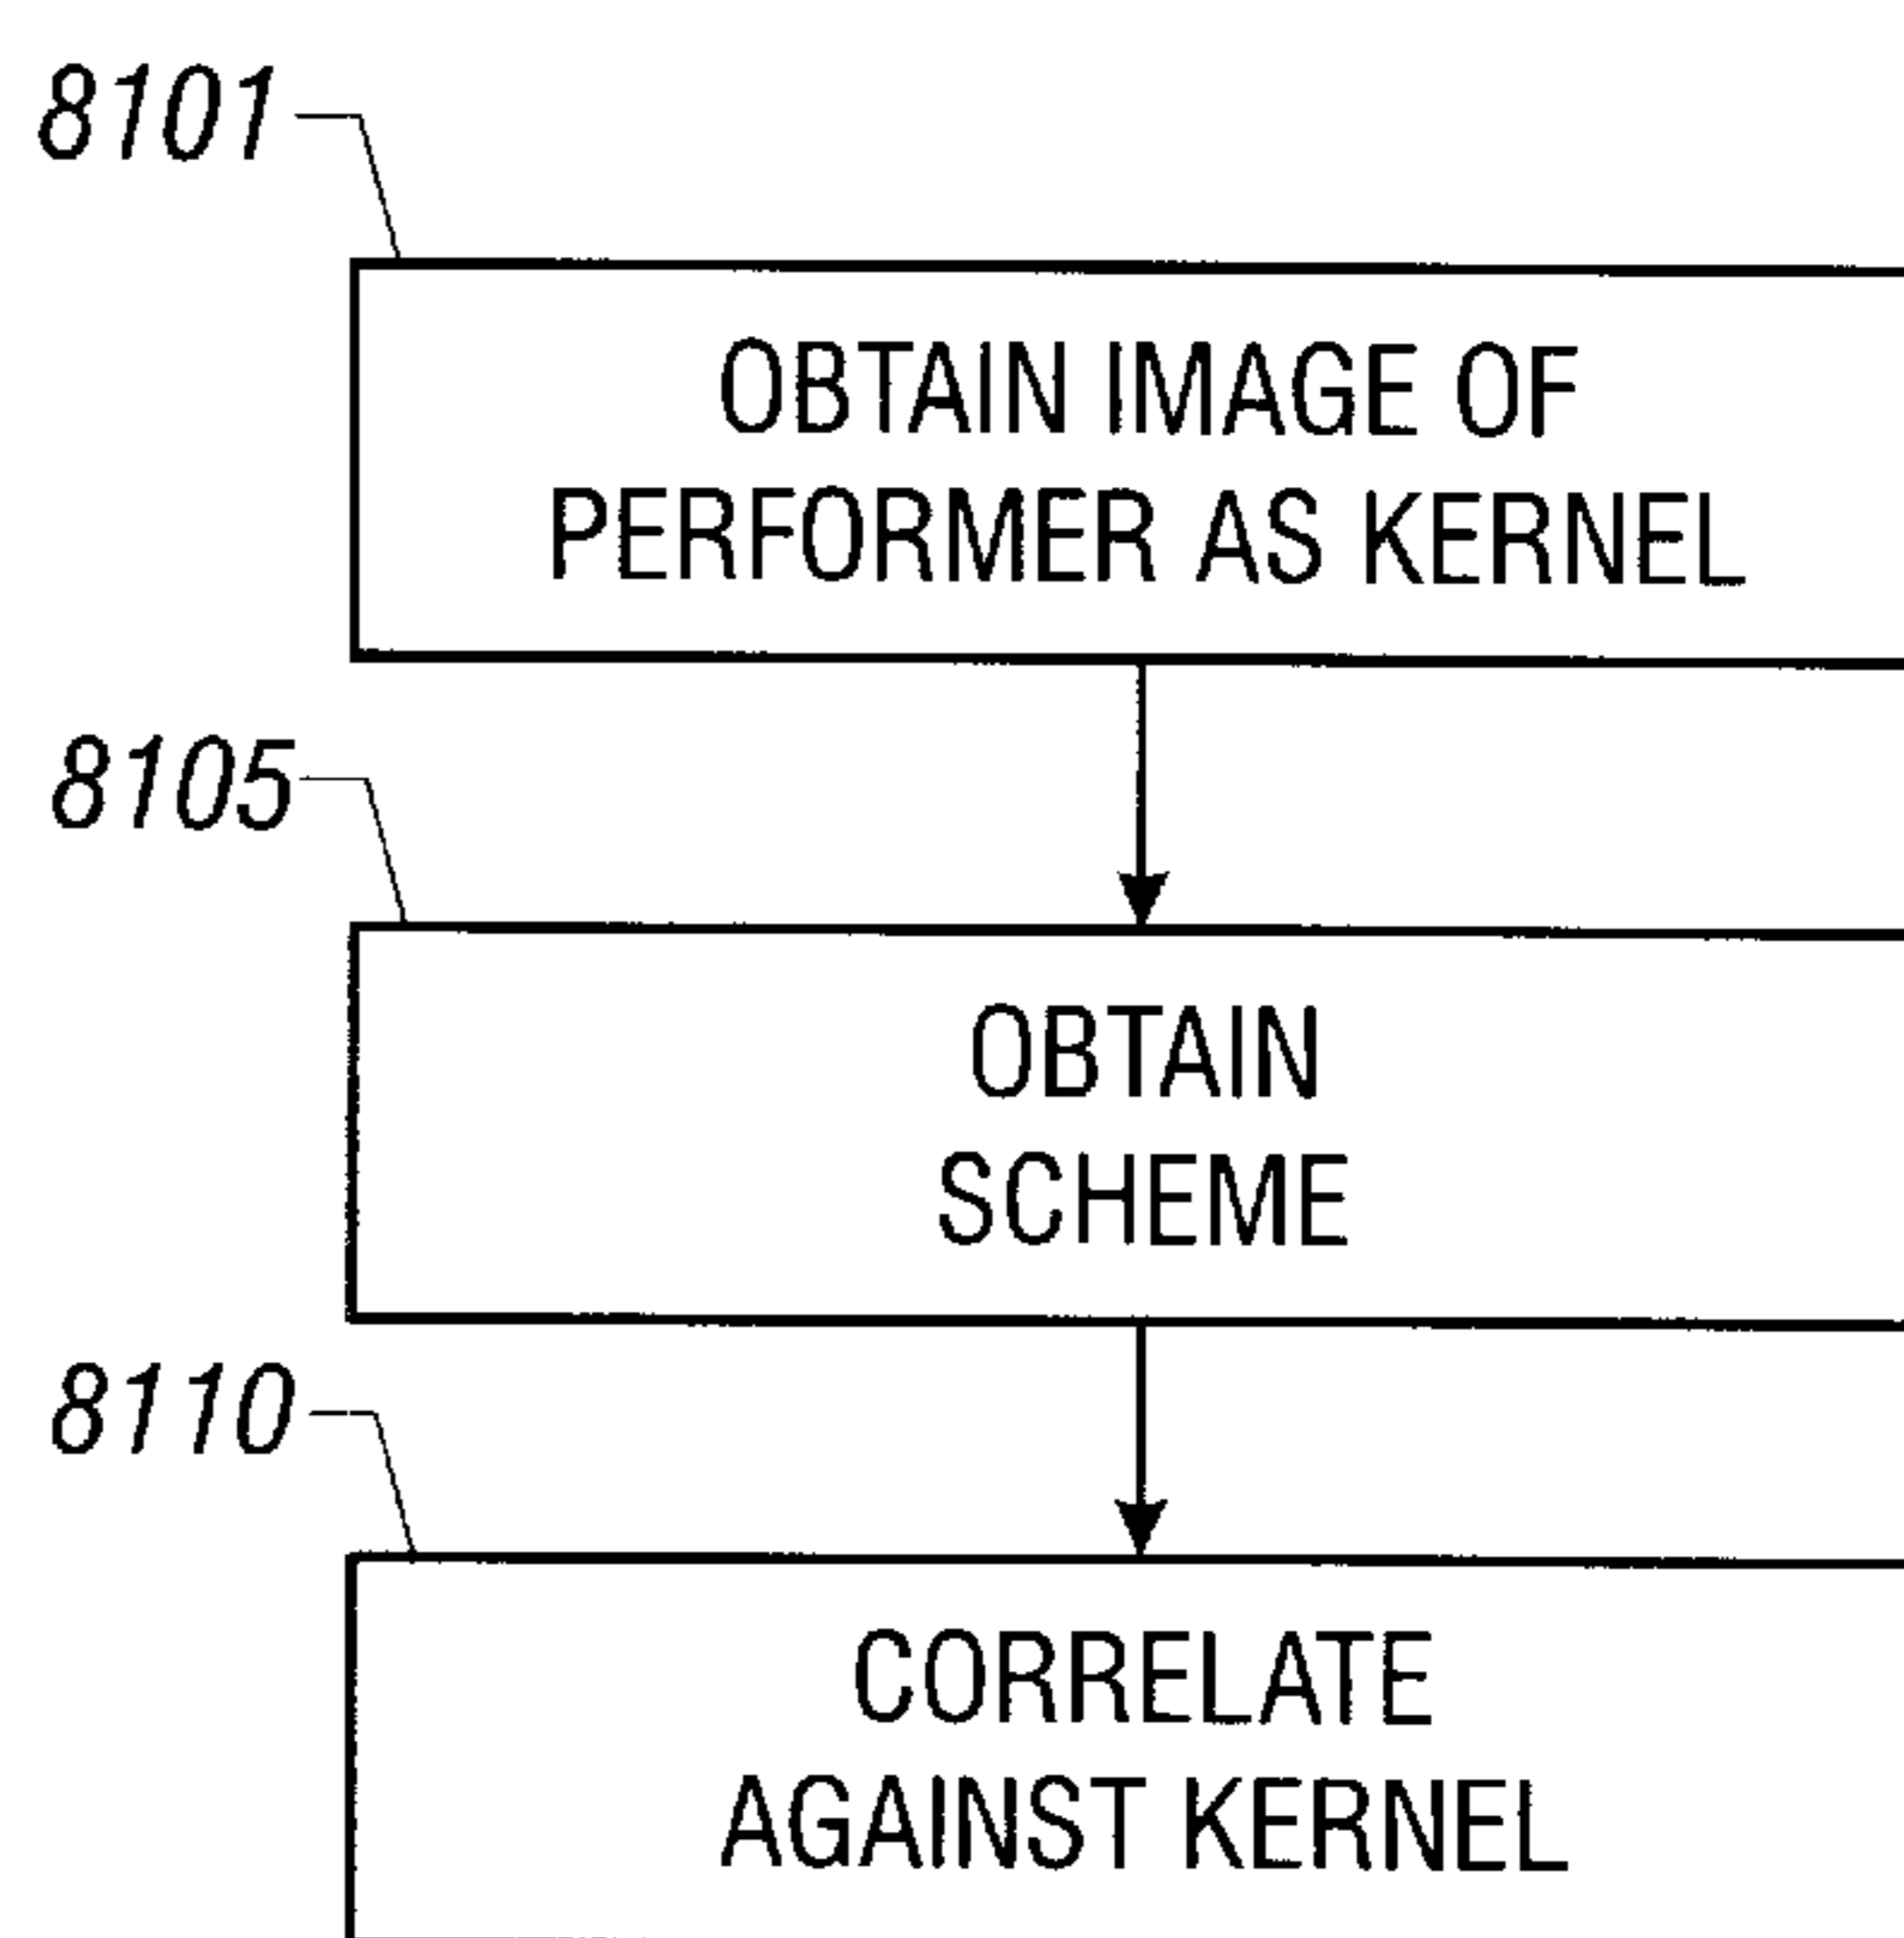 8101
OBTAIN IMAGE OF
PERFORMER AS KERNEL
8105
OBTAIN
SCHEME
8110
CORRELATE
AGAINST KERNEL